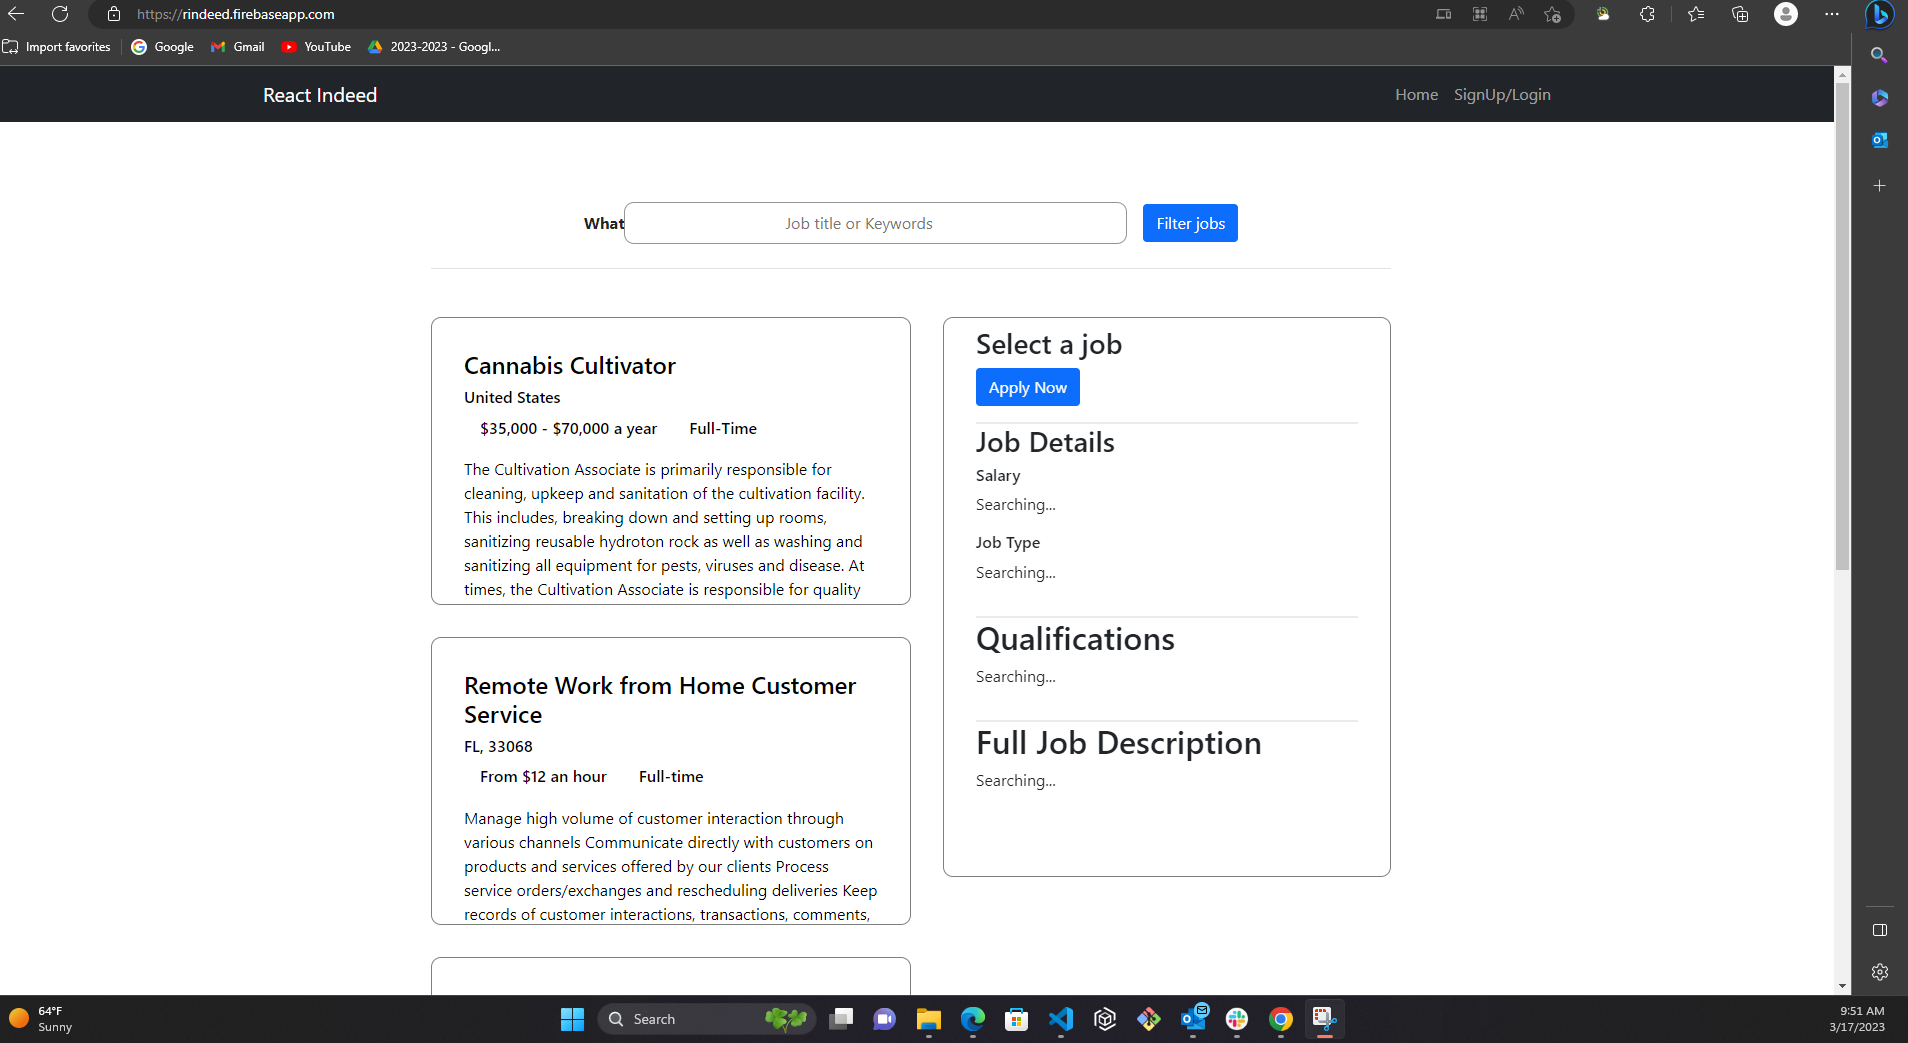 https://rindeed.firebaseapp.com
Import favorites
Google
Gmail
YouTube
2023-2023 - Googl...
React Indeed
Home
SignUp/Login
What
Job title or Keywords
Filter jobs
Cannabis Cultivator
United States
$35,000 - $70,000 a year Full-Time
The Cultivation Associate is primarily responsible for
cleaning, upkeep and sanitation of the cultivation facility.
This includes, breaking down and setting up rooms,
sanitizing reusable hydroton rock as well as washing and
sanitizing all equipment for pests, viruses and disease. At
times, the Cultivation Associate is responsible for quality
Remote Work from Home Customer
Service
FL, 33068
From $12 an hour Full-time
Manage high volume of customer interaction through
various channels Communicate directly with customers on
products and services offered by our clients Process
service orders/exchanges and rescheduling deliveries Keep
records of customer interactions, transactions, comments,
Select a job
Apply Now
Job Details
Salary
Searching...
Job Type
Searching...
Qualifications
Searching...
Full Job Description
Searching...
64°F
Sunny
Search
9:51 AM
3/17/2023